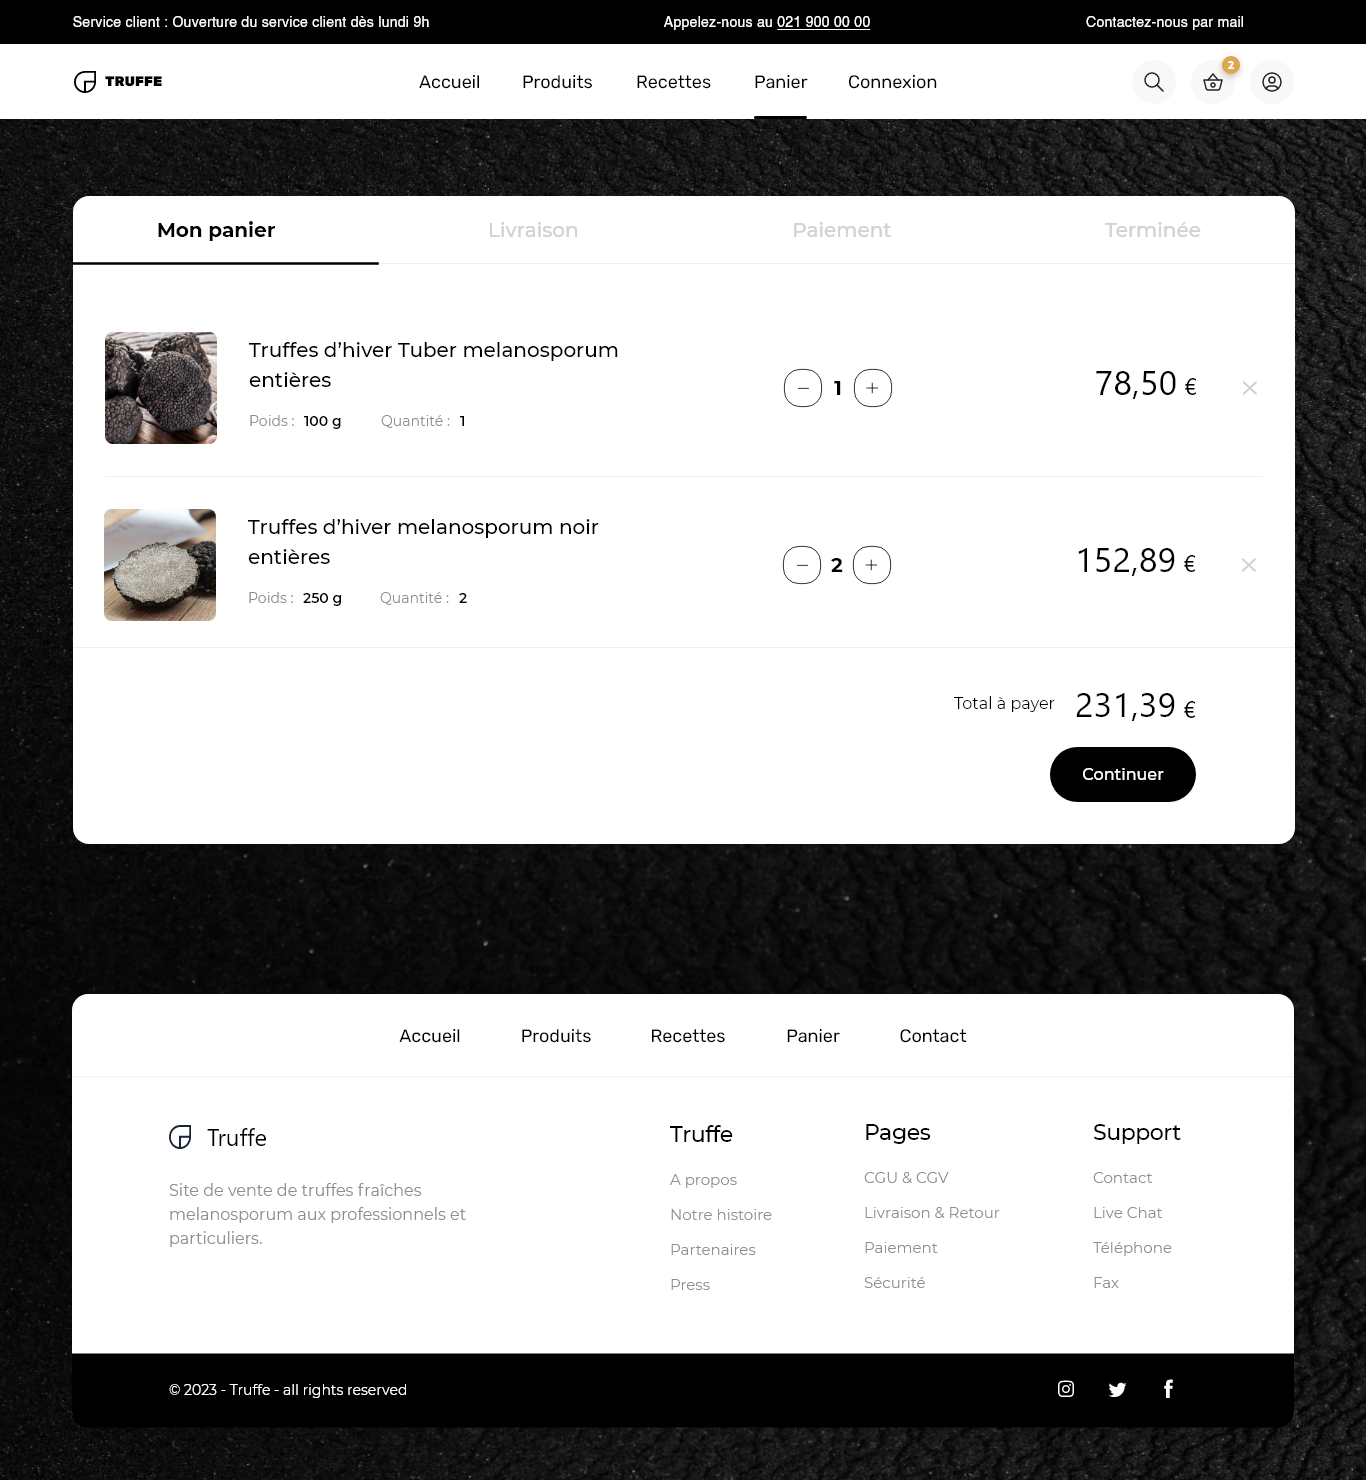 Service client : Ouverture du service client dès lundi 9h
Appelez-nous au 021 900 00 00
Contactez-nous par mail
TRUFFE
Accueil
Produits
Recettes
Panier
Connexion
2
Mon panier
Livraison
Paiement
Terminée
Truffes d’hiver Tuber melanosporum
entières
Poids : 100 g
Quantité : 1
1
78,50 €
Truffes d’hiver melanosporum noir
entières
Poids : 250 g
Quantité : 2
2
152,89 €
Total à payer 231,39 €
Continuer
Accueil
Produits
Recettes
Panier
Contact
Truffe
Site de vente de truffes fraîches
melanosporum aux professionnels et
particuliers.
Truffe
A propos
Notre histoire
Partenaires
Press
Pages
CGU & CGV
Livraison & Retour
Paiement
Sécurité
Support
Contact
Live Chat
Téléphone
Fax
© 2023 - Truffe - all rights reserved